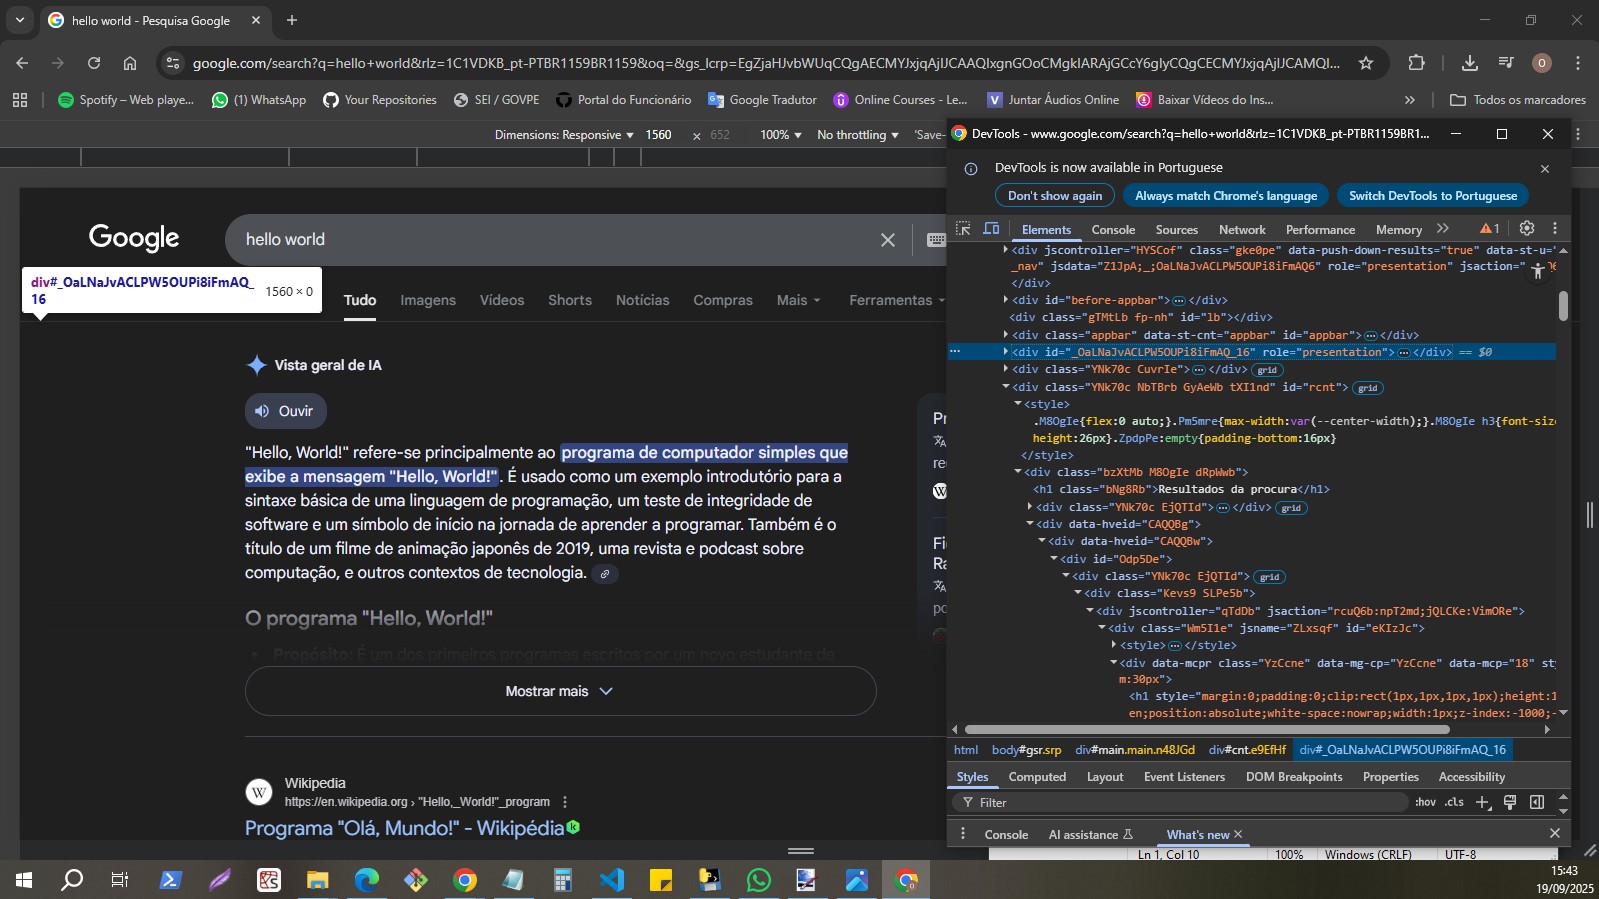 hello world - Pesquisa Google
google.com/search?q=hello+world&rlz=1C1VDKB_pt-PTBR1159BR1159&oq=&gs_lcrp=EgZjaHJvbWUqCQgAECMYJxjqAjIJCAAQIxgnGOoCMgkIARAjGCcY6gIyCQgCECMYJxjqAjIJCAMQI...
O
Spotify – Web playe...
(1) WhatsApp
Your Repositories
SEI / GOVPE
Portal do Funcionário
Google Tradutor
Online Courses - Le...
Juntar Áudios Online
Baixar Vídeos do Ins...
Todos os marcadores
Dimensions: Responsive 1560 × 652 100% No throttling 'Save-
Google
hello world
div#_OaLNaJvACLPW5OUPi8iFmAQ_
16 1560 × 0
Tudo Imagens Vídeos Shorts Notícias Compras Mais Ferramentas
Vista geral de IA
Ouvir
"Hello, World!" refere-se principalmente ao programa de computador simples que
exibe a mensagem "Hello, World!". É usado como um exemplo introdutório para a
sintaxe básica de uma linguagem de programação, um teste de integridade de
software e um símbolo de início na jornada de aprender a programar. Também é o
título de um filme de animação japonês de 2019, uma revista e podcast sobre
computação, e outros contextos de tecnologia.
O programa "Hello, World!"
• Propósito: É um dos primeiros programas escritos por um novo estudante de
Mostrar mais
W
Wikipedia
https://en.wikipedia.org › "Hello,_World!"_program
Programa "Olá, Mundo!" - Wikipédia
Pr
re
W
Fi
Ra
po
DevTools - www.google.com/search?q=hello+world&rlz=1C1VDKB_pt-PTBR1159BR1...
DevTools is now available in Portuguese
Don't show again Always match Chrome's language Switch DevTools to Portuguese
Elements Console Sources Network Performance Memory 1
<div jscontroller="HYSCof" class="gke0pe" data-push-down-results="true" data-st-u="
_nav" jsdata="Z1JpA;_;OaLNaJvACLPW5OUPi8iFmAQ6" role="presentation" jsaction="
</div>
<div id="before-appbar">…</div>
<div class="gTMtLb fp-nh" id="lb"></div>
<div class="appbar" data-st-cnt="appbar" id="appbar">…</div>
… <div id="_OaLNaJvACLPW5OUPi8iFmAQ_16" role="presentation">…</div> == $0
<div class="YNk70c CuvrIe">…</div> grid
<div class="YNk70c NbTBrb GyAeWb tXI1nd" id="rcnt"> grid
<style>
.M8OgIe{flex:0 auto;}.Pm5mre{max-width:var(--center-width);}.M8OgIe h3{font-size
height:26px}.ZpdpPe:empty{padding-bottom:16px}
</style>
<div class="bzXtMb M8OgIe dRpWwb">
<h1 class="bNg8Rb">Resultados da procura</h1>
<div class="YNk70c EjQTId">…</div> grid
<div data-hveid="CAQQBg">
<div data-hveid="CAQQBw">
<div id="Odp5De">
<div class="YNk70c EjQTId"> grid
<div class="Kevs9 SLPe5b">
<div jscontroller="qTdDb" jsaction="rcuQ6b:npT2md;jQLCKe:VimORe">
<div class="Wm5I1e" jsname="ZLxsqf" id="eKIzJc">
<style>…</style>
<div data-mcpr class="YzCcne" data-mg-cp="YzCcne" data-mcp="18" sty
m:30px">
<h1 style="margin:0;padding:0;clip:rect(1px,1px,1px,1px);height:1
en;position:absolute;white-space:nowrap;width:1px;z-index:-1000;-
html body#gsr.srp div#main.main.n48JGd div#cnt.e9EfHf div#_OaLNaJvACLPW5OUPi8iFmAQ_16
Styles Computed Layout Event Listeners DOM Breakpoints Properties Accessibility
Filter :hov .cls
Console AI assistance What's new
Ln 1, Col 10 100% Windows (CRLF) UTF-8
15:43
19/09/2025